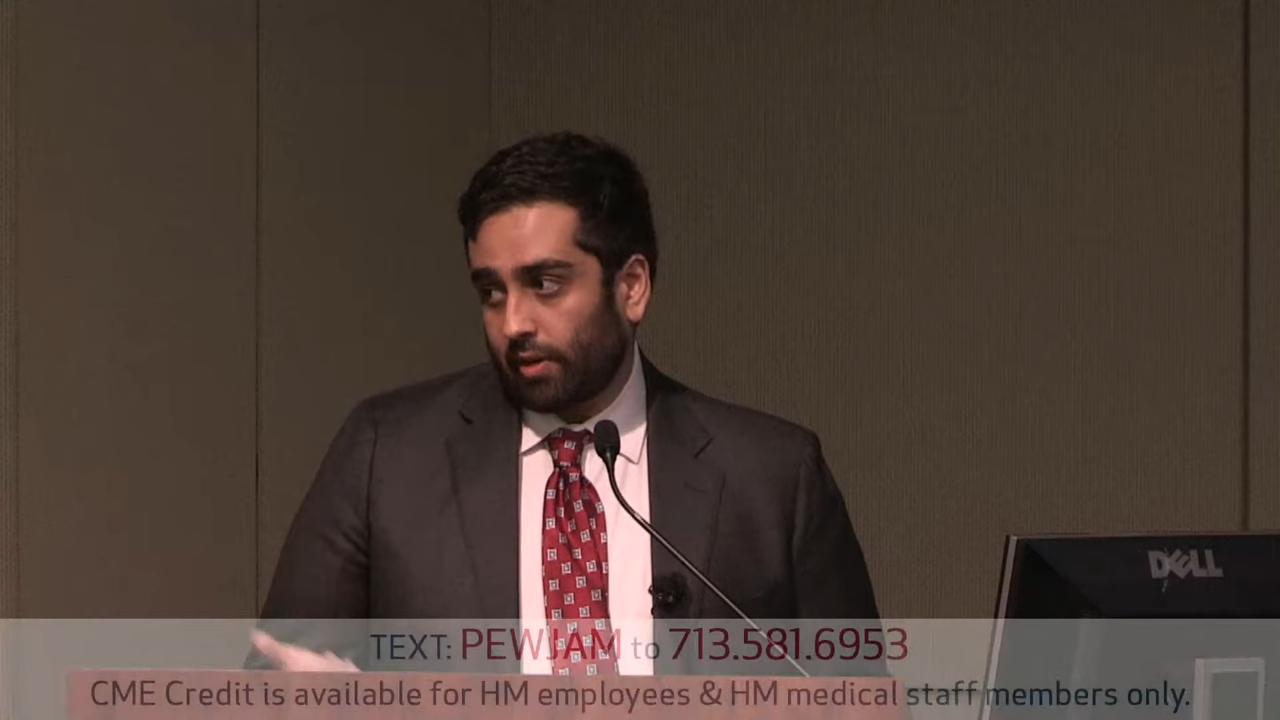 DELL
TEXT: PEWJAM to 713.581.6953
CME Credit is available for HM employees & HM medical staff members only.